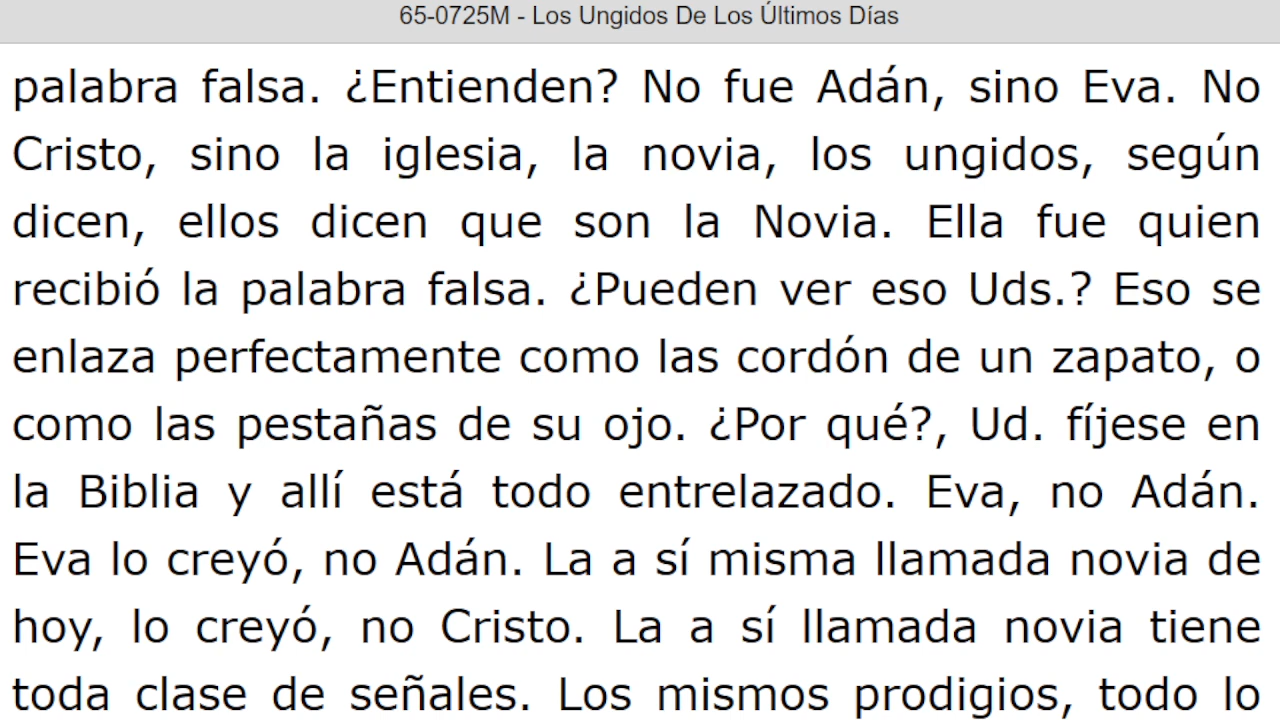 65-0725M - Los Ungidos De Los Últimos Días
palabra falsa. ¿Entienden? No fue Adán, sino Eva. No
Cristo, sino la iglesia, la novia, los ungidos, según
dicen, ellos dicen que son la Novia. Ella fue quien
recibió la palabra falsa. ¿Pueden ver eso Uds.? Eso se
enlaza perfectamente como las cordón de un zapato, o
como las pestañas de su ojo. ¿Por qué?, Ud. fíjese en
la Biblia y allí está todo entrelazado. Eva, no Adán.
Eva lo creyó, no Adán. La a sí misma llamada novia de
hoy, lo creyó, no Cristo. La a sí llamada novia tiene
toda clase de señales. Los mismos prodigios, todo lo